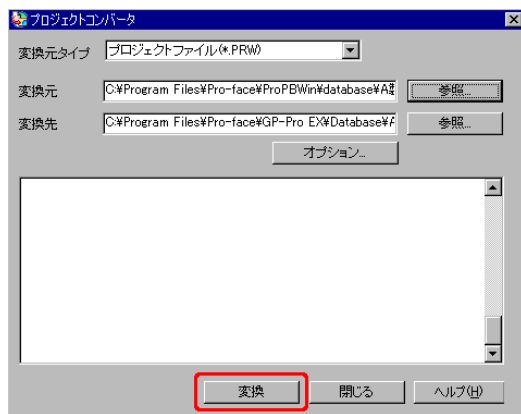 プロジェクトコンバータ
変換元タイプ プロジェクトファイル(*.PRW)
変換元 C:¥Program Files¥Pro-face¥ProPBWin¥database¥A 参照...
変換先 C:¥Program Files¥Pro-face¥GP-Pro EX¥Database¥ 参照...
オプション...
変換 閉じる ヘルプ(H)